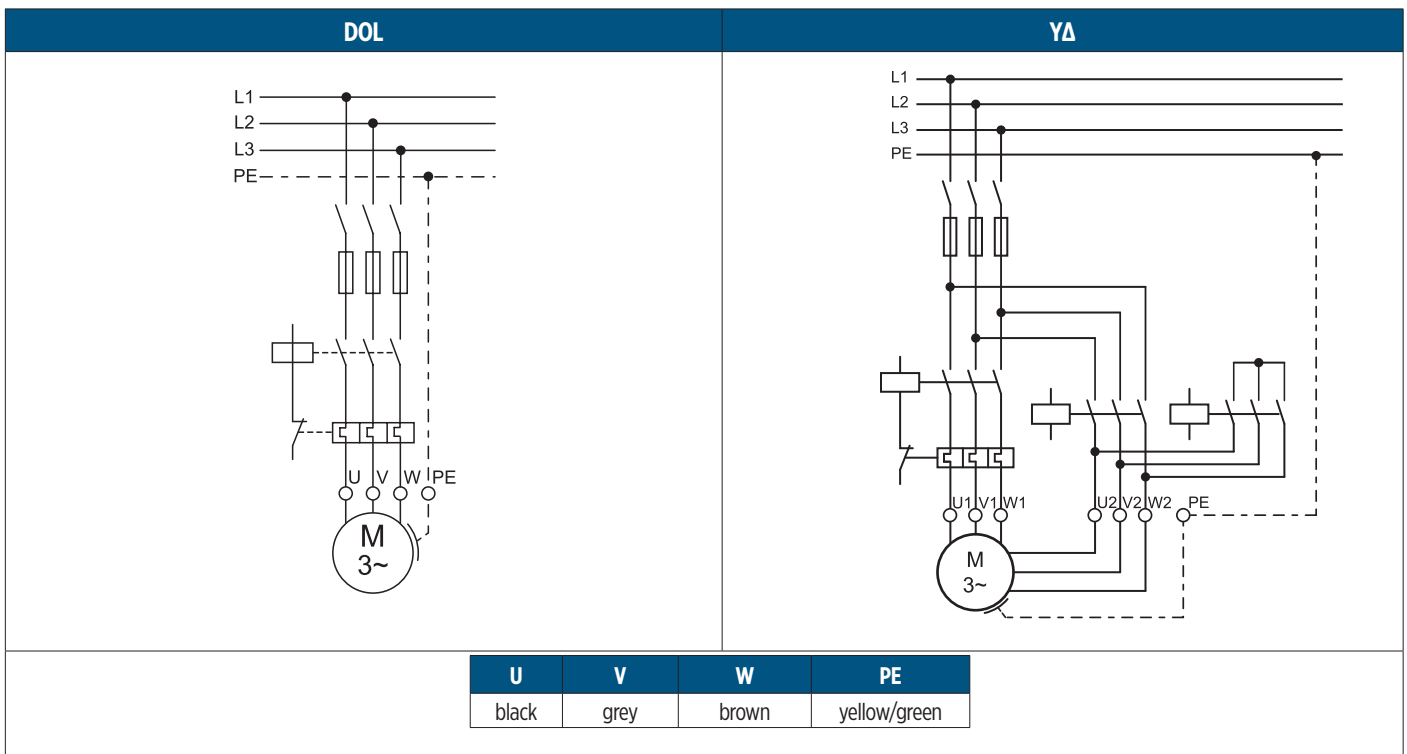 DOL
YΔ
L1
L2
L3
PE
U V W PE
M
3~
L1
L2
L3
PE
U1 V1 W1 U2 V2 W2 PE
M
3~
U V W PE
black grey brown yellow/green